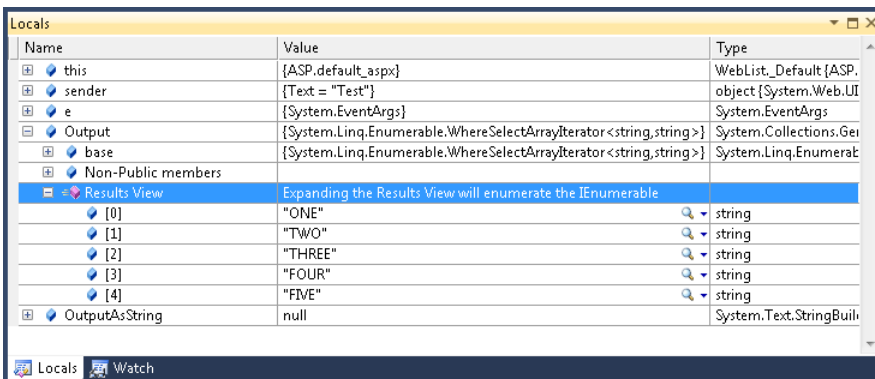 Locals
Name Value Type
this {ASP.default_aspx} WebList._Default {ASP.
sender {Text = "Test"} object {System.Web.UI
e {System.EventArgs} System.EventArgs
Output {System.Linq.Enumerable.WhereSelectArrayIterator<string,string>} System.Collections.Ger
base {System.Linq.Enumerable.WhereSelectArrayIterator<string,string>} System.Linq.Enumerab
Non-Public members
Results View Expanding the Results View will enumerate the IEnumerable
[0] "ONE" string
[1] "TWO" string
[2] "THREE" string
[3] "FOUR" string
[4] "FIVE" string
OutputAsString null System.Text.StringBuil
Locals Watch